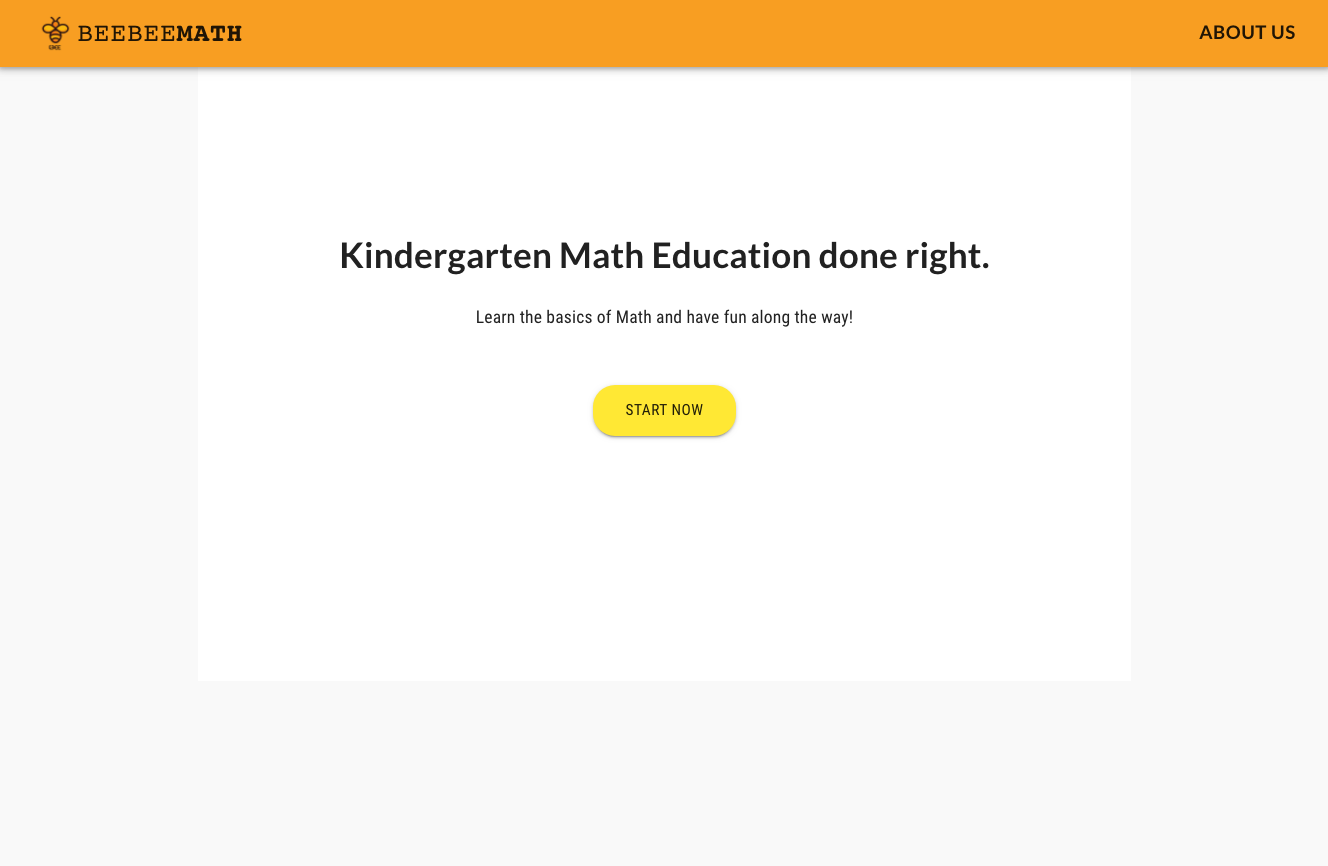 BEEBEEMATH
ABOUT US
Kindergarten Math Education done right.
Learn the basics of Math and have fun along the way!
START NOW